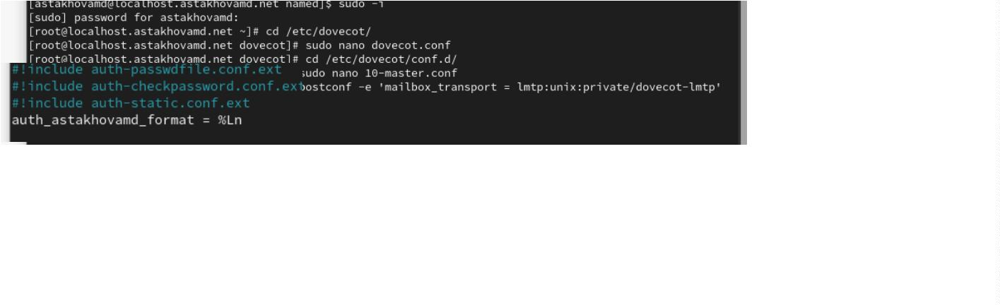 [astakhovamd@localhost.astakhovamd.net named]$ sudo -i
[sudo] password for astakhovamd:
[root@localhost.astakhovamd.net ~]# cd /etc/dovecot/
[root@localhost.astakhovamd.net dovecot]# sudo nano dovecot.conf
[root@localhost.astakhovamd.net dovecot]# cd /etc/dovecot/conf.d/
sudo nano 10-master.conf
postconf -e 'mailbox_transport = lmtp:unix:private/dovecot-lmtp'
#!include auth-passwdfile.conf.ext
#!include auth-checkpassword.conf.ext
#!include auth-static.conf.ext
auth_astakhovamd_format = %Ln